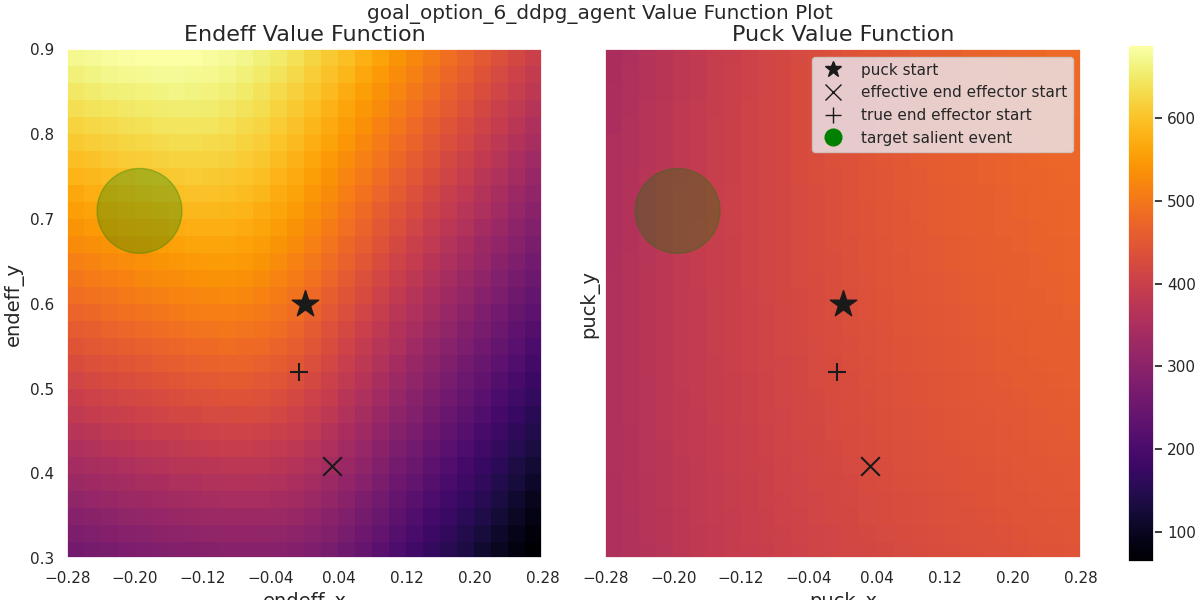 goal_option_6_ddpg_agent Value Function Plot
Endeff Value Function
Puck Value Function
0.9
0.8
0.7
0.6
0.5
0.4
0.3
endeff_y
−0.28 −0.20 −0.12 −0.04 0.04 0.12 0.20 0.28
endeff_x
puck start
effective end effector start
true end effector start
target salient event
puck_y
−0.28 −0.20 −0.12 −0.04 0.04 0.12 0.20 0.28
puck_x
600
500
400
300
200
100